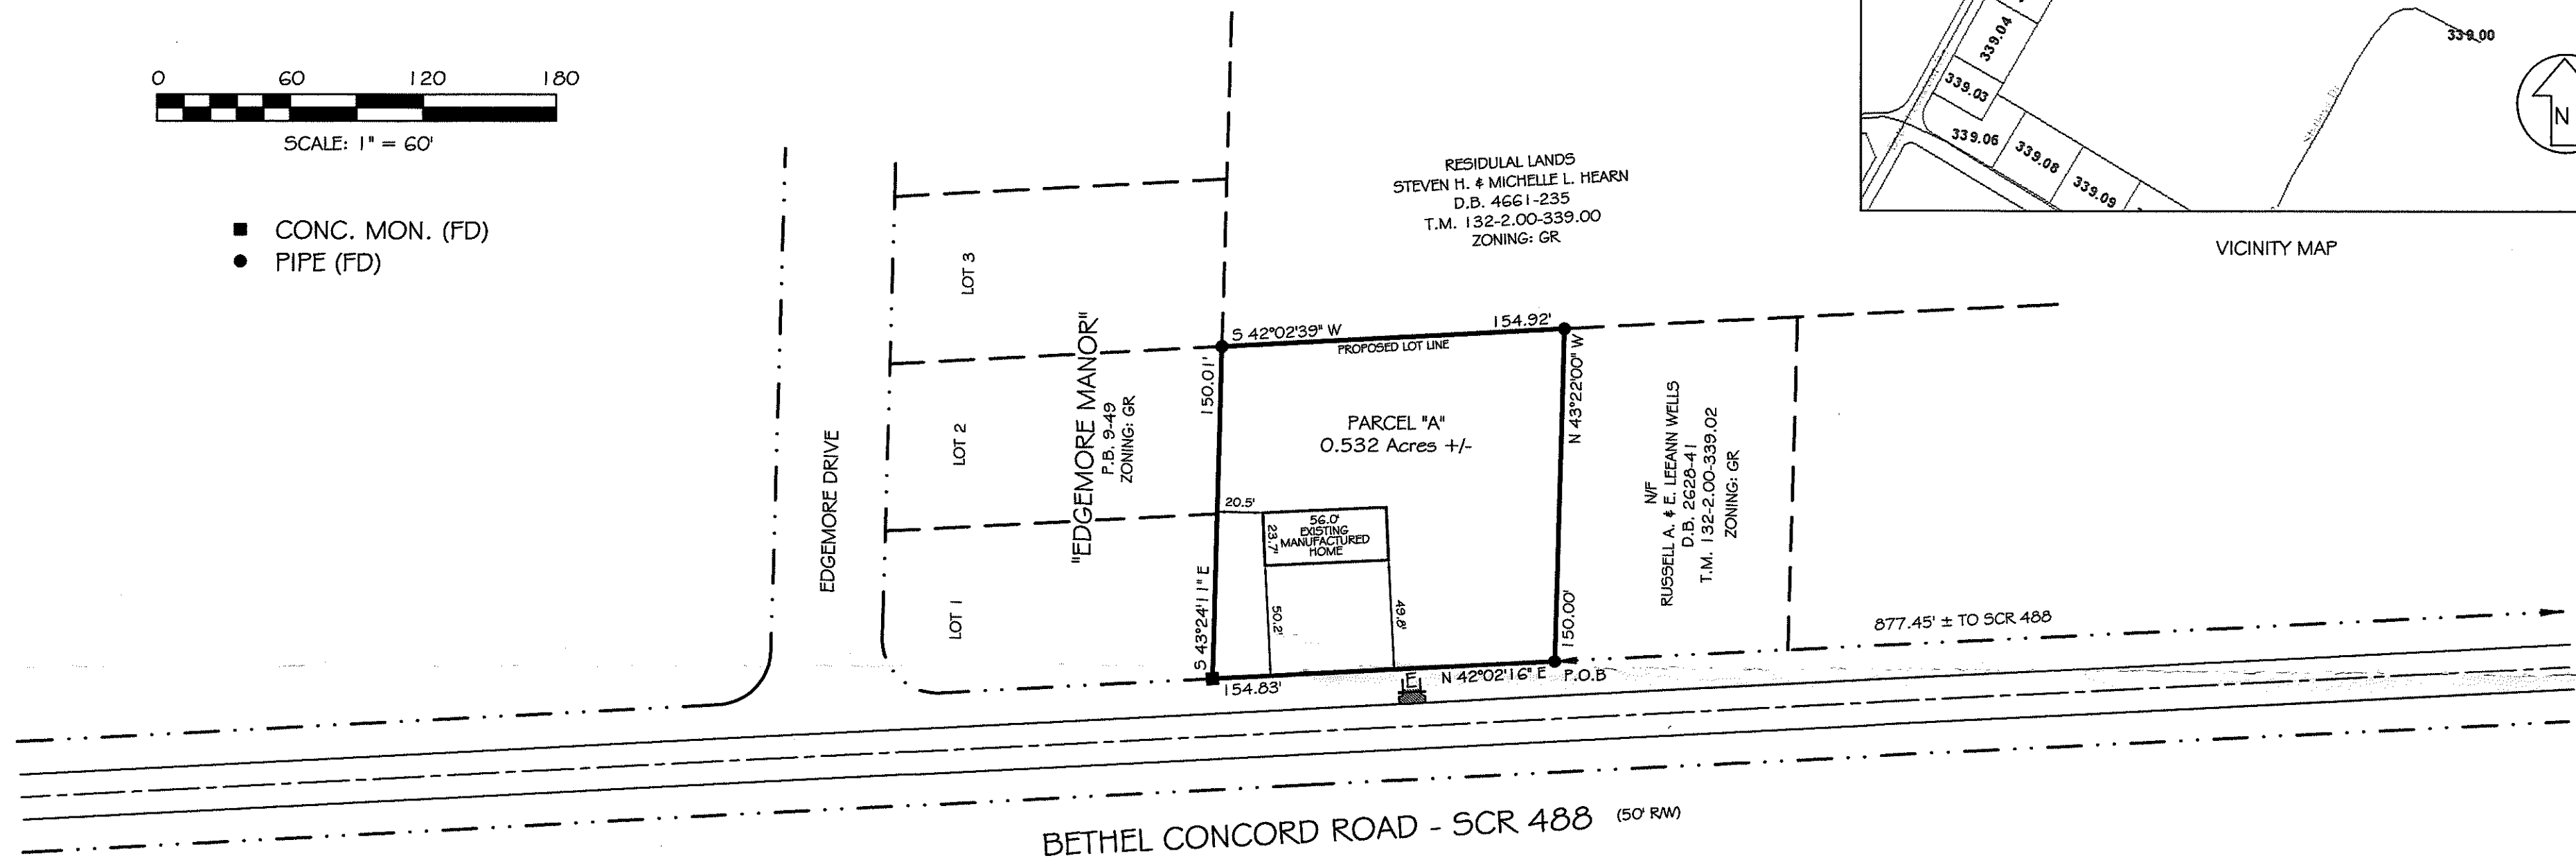 0 60 120 180
SCALE: 1" = 60'
CONC. MON. (FD)
PIPE (FD)
339.04
339.03
339.06
339.08
339.09
339.00
N
VICINITY MAP
RESIDULAL LANDS
STEVEN H. & MICHELLE L. HEARN
D.B. 4661-235
T.M. 132-2.00-339.00
ZONING: GR
LOT 3
LOT 2
LOT 1
EDGEMORE DRIVE
"EDGEMORE MANOR"
P.B. 9-49
ZONING: GR
S 42°02'39" W 154.92'
PROPOSED LOT LINE
150.01'
S 43°24'11" E
N 43°22'00" W
150.00'
PARCEL "A"
0.532 Acres +/-
20.5'
56.0'
EXISTING
MANUFACTURED
HOME
23.7'
50.2'
49.8'
154.83'
E
N 42°02'16" E P.O.B
N/F
RUSSELL A. & E. LEEANN WELLS
D.B. 2628-41
T.M. 132-2.00-339.02
ZONING: GR
877.45' ± TO SCR 488
BETHEL CONCORD ROAD - SCR 488 (50' R/W)